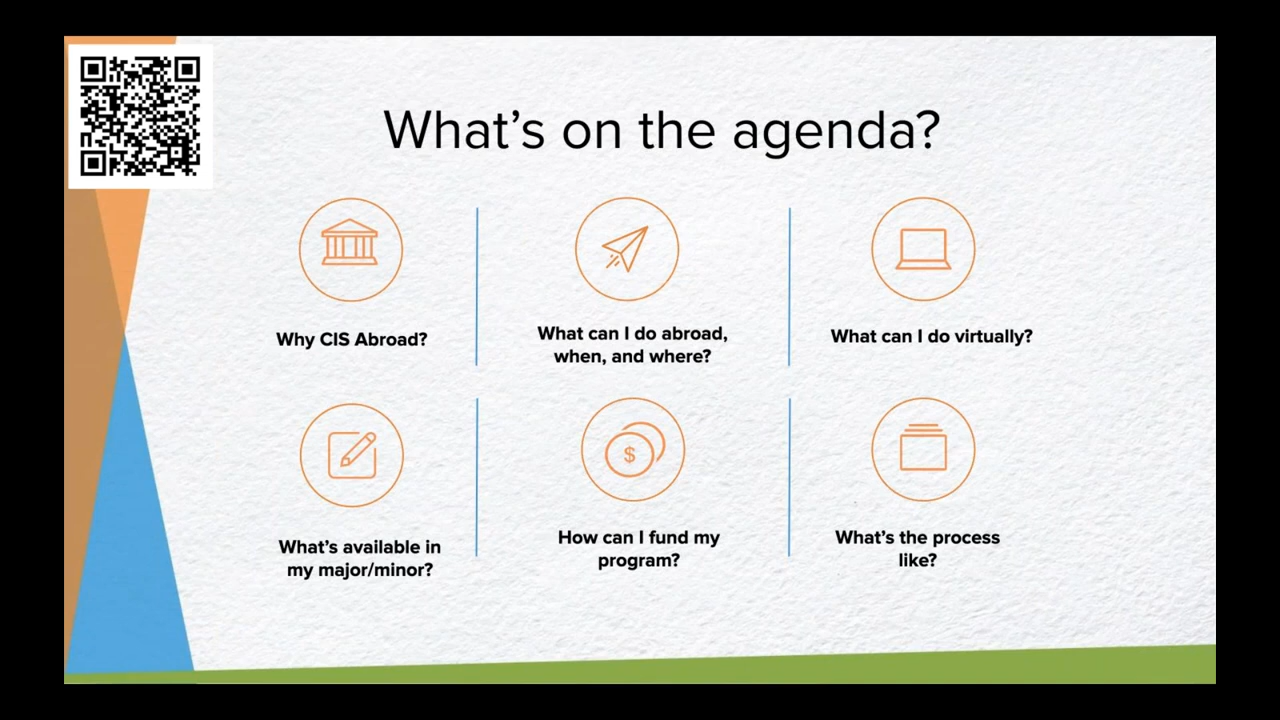 What’s on the agenda?
Why CIS Abroad?
What can I do abroad,
when, and where?
What can I do virtually?
What’s available in
my major/minor?
$
How can I fund my
program?
What’s the process
like?